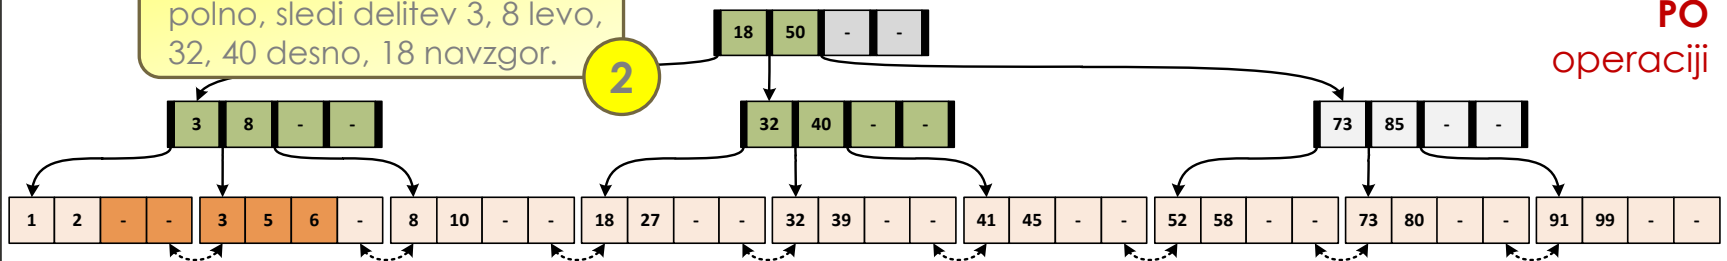 polno, sledi delitev 3, 8 levo,
32, 40 desno, 18 navzgor.
2
18 50 - -
PO
operaciji
3 8 - -
32 40 - -
73 85 - -
1 2 - -
3 5 6 -
8 10 - -
18 27 - -
32 39 - -
41 45 - -
52 58 - -
73 80 - -
91 99 - -